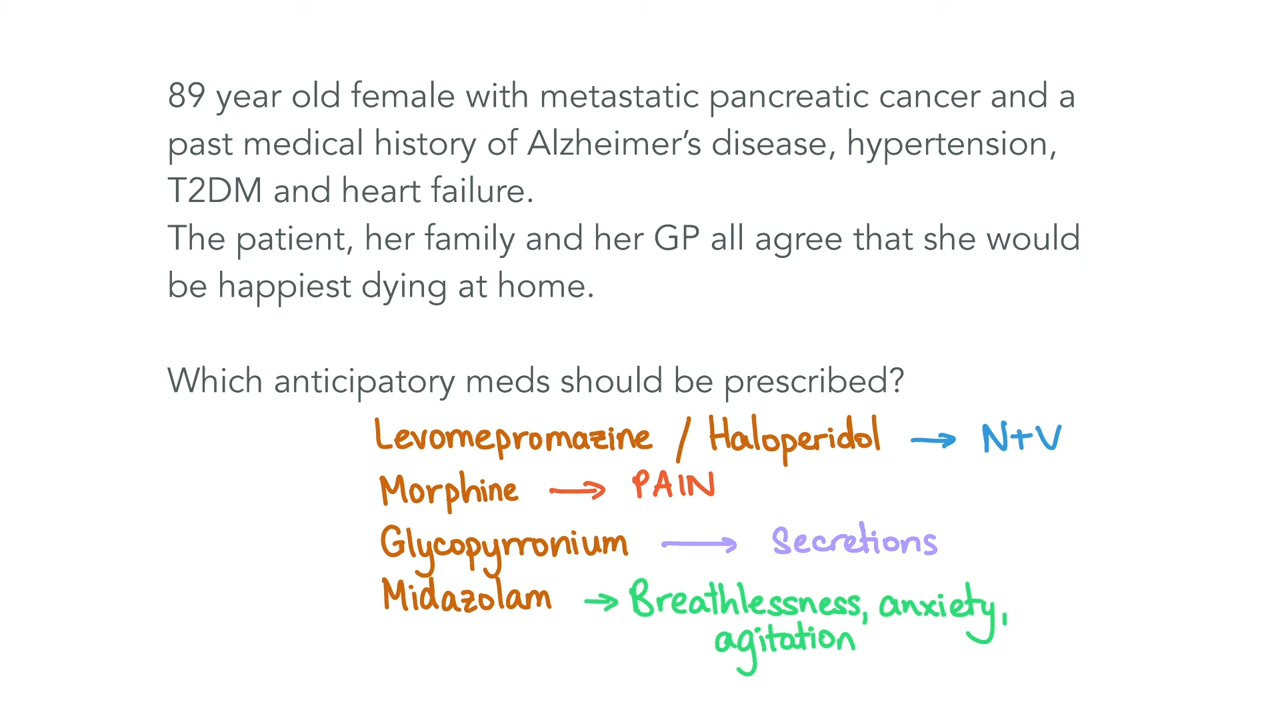 89 year old female with metastatic pancreatic cancer and a
past medical history of Alzheimer’s disease, hypertension,
T2DM and heart failure.
The patient, her family and her GP all agree that she would
be happiest dying at home.
Which anticipatory meds should be prescribed?
Levomepromazine / Haloperidol → N+V
Morphine → PAIN
Glycopyrronium → Secretions
Midazolam → Breathlessness, anxiety,
agitation